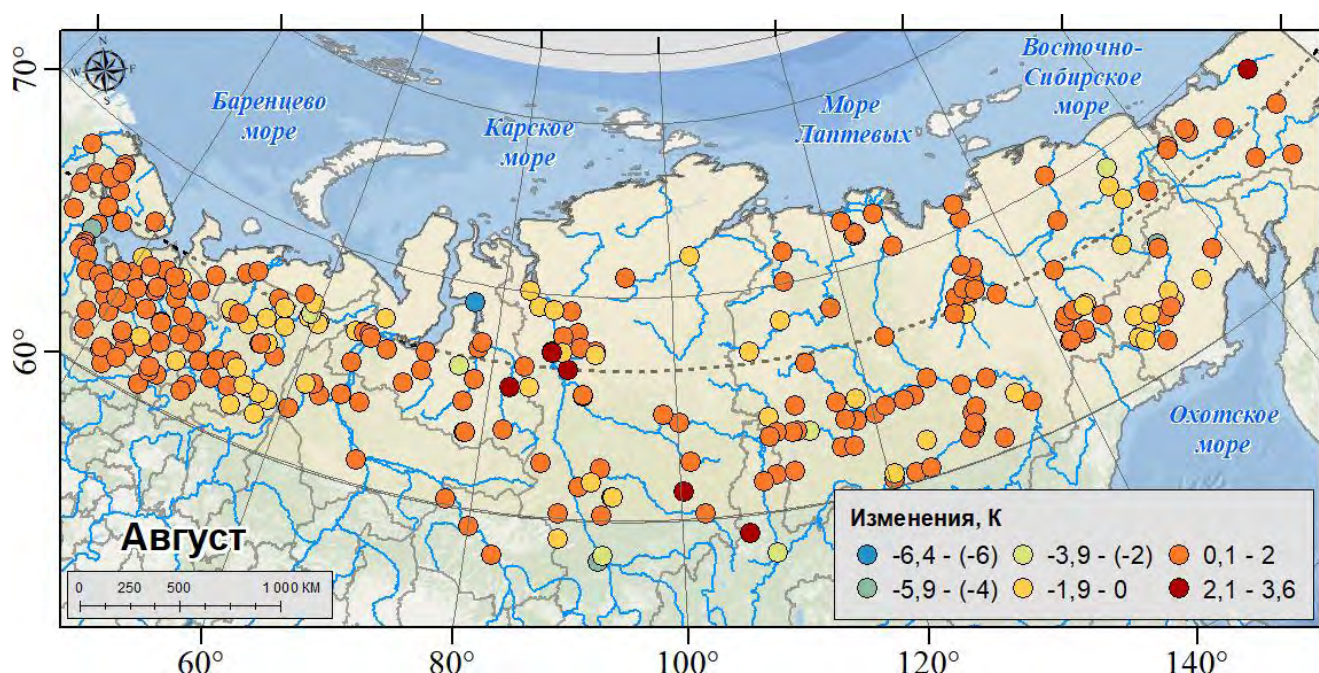 N
W
E
S
70°
60°
Баренцево
море
Карское
море
Море
Лаптевых
Восточно-
Сибирское
море
Охотское
море
Август
0 250 500 1 000 КМ
Изменения, К
-6,4 - (-6)
-3,9 - (-2)
0,1 - 2
-5,9 - (-4)
-1,9 - 0
2,1 - 3,6
60°
80°
100°
120°
140°